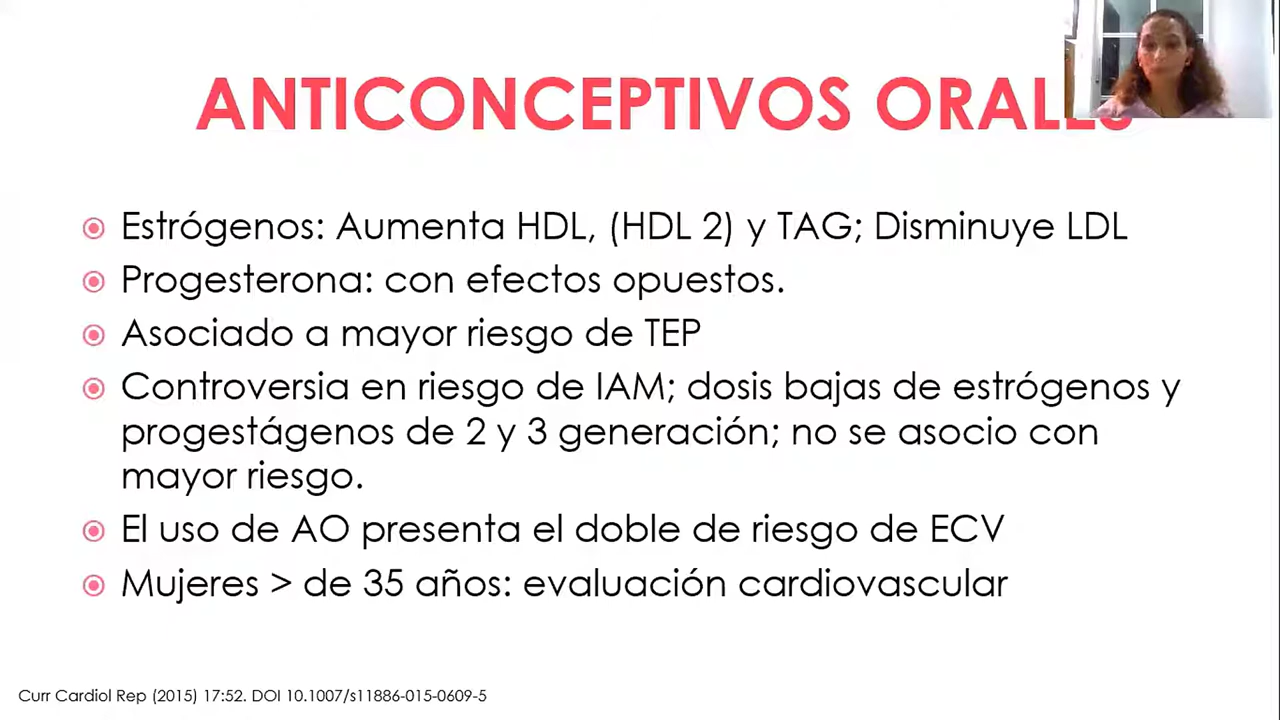 ANTICONCEPTIVOS ORALES
Estrógenos: Aumenta HDL, (HDL 2) y TAG; Disminuye LDL
Progesterona: con efectos opuestos.
Asociado a mayor riesgo de TEP
Controversia en riesgo de IAM; dosis bajas de estrógenos y
progestágenos de 2 y 3 generación; no se asocio con
mayor riesgo.
El uso de AO presenta el doble de riesgo de ECV
Mujeres > de 35 años: evaluación cardiovascular
Curr Cardiol Rep (2015) 17:52. DOI 10.1007/s11886-015-0609-5